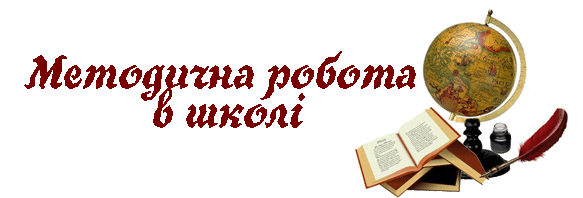 Методична робота
в школі